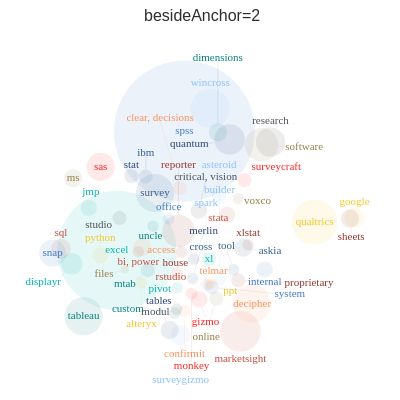 besideAnchor=2
dimensions
wincross
clear, decisions
research
spss
quantum
software
ibm
stat
reporter
asteroid
surveycraft
sas
critical, vision
ms
jmp
survey
builder
office
spark
voxco
google
stata
qualtrics
studio
merlin
sql
python
uncle
sheets
cross
tool
xlstat
snap
excel
access
askia
bi, power
house
xl
files
telmar
displayr
mtab
rstudio
internal
proprietary
pivot
ppt
system
tables
decipher
custom
modul
tableau
alteryx
gizmo
online
confirmit
marketsight
monkey
surveygizmo